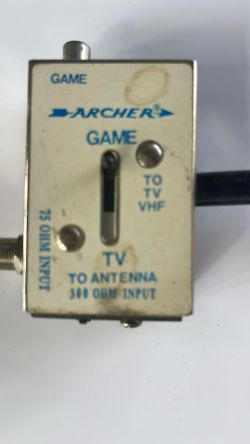 GAME
ARCHER®
GAME
TO
TV
VHF
75 OHM INPUT
TV
TO ANTENNA
300 OHM INPUT